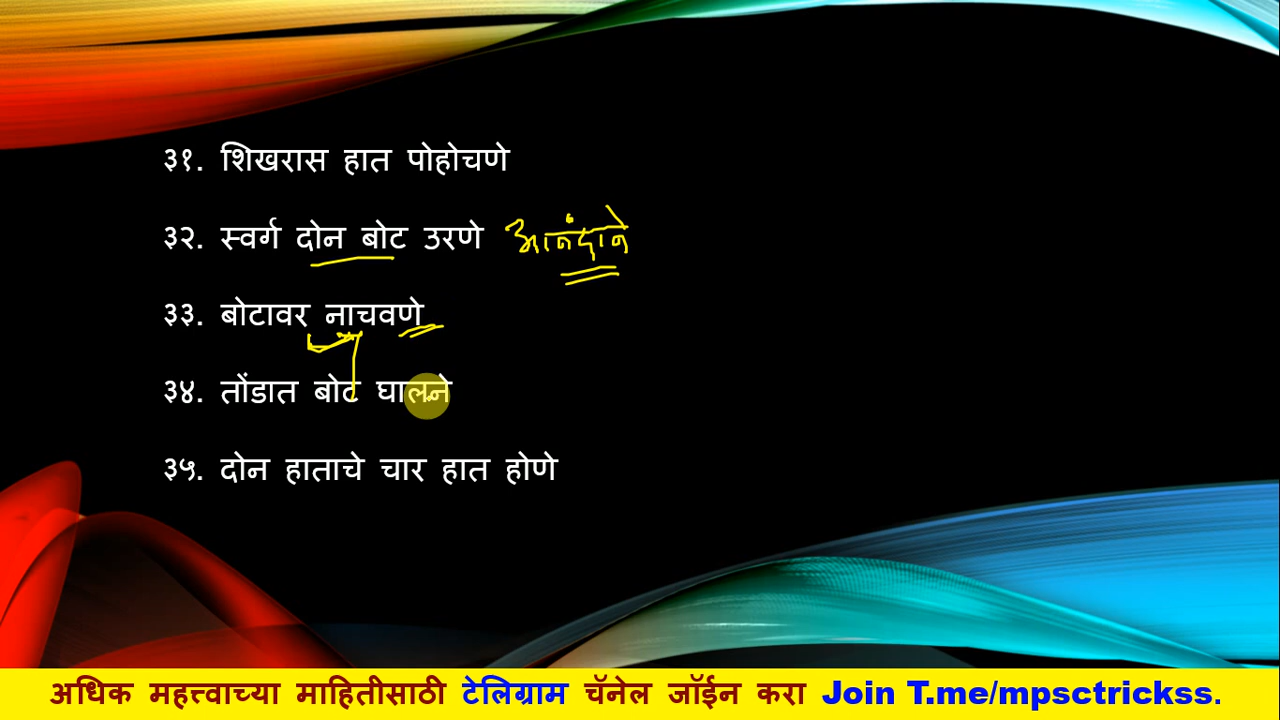 ३१. शिखरास हात पोहोचणे
३२. स्वर्ग दोन बोट उरणे आनंदाने
३३. बोटावर नाचवणे
३४. तोंडात बोट घालने
३५. दोन हाताचे चार हात होणे
अधिक महत्त्वाच्या माहितीसाठी टेलिग्राम चॅनेल जॉईन करा Join T.me/mpsctrickss.